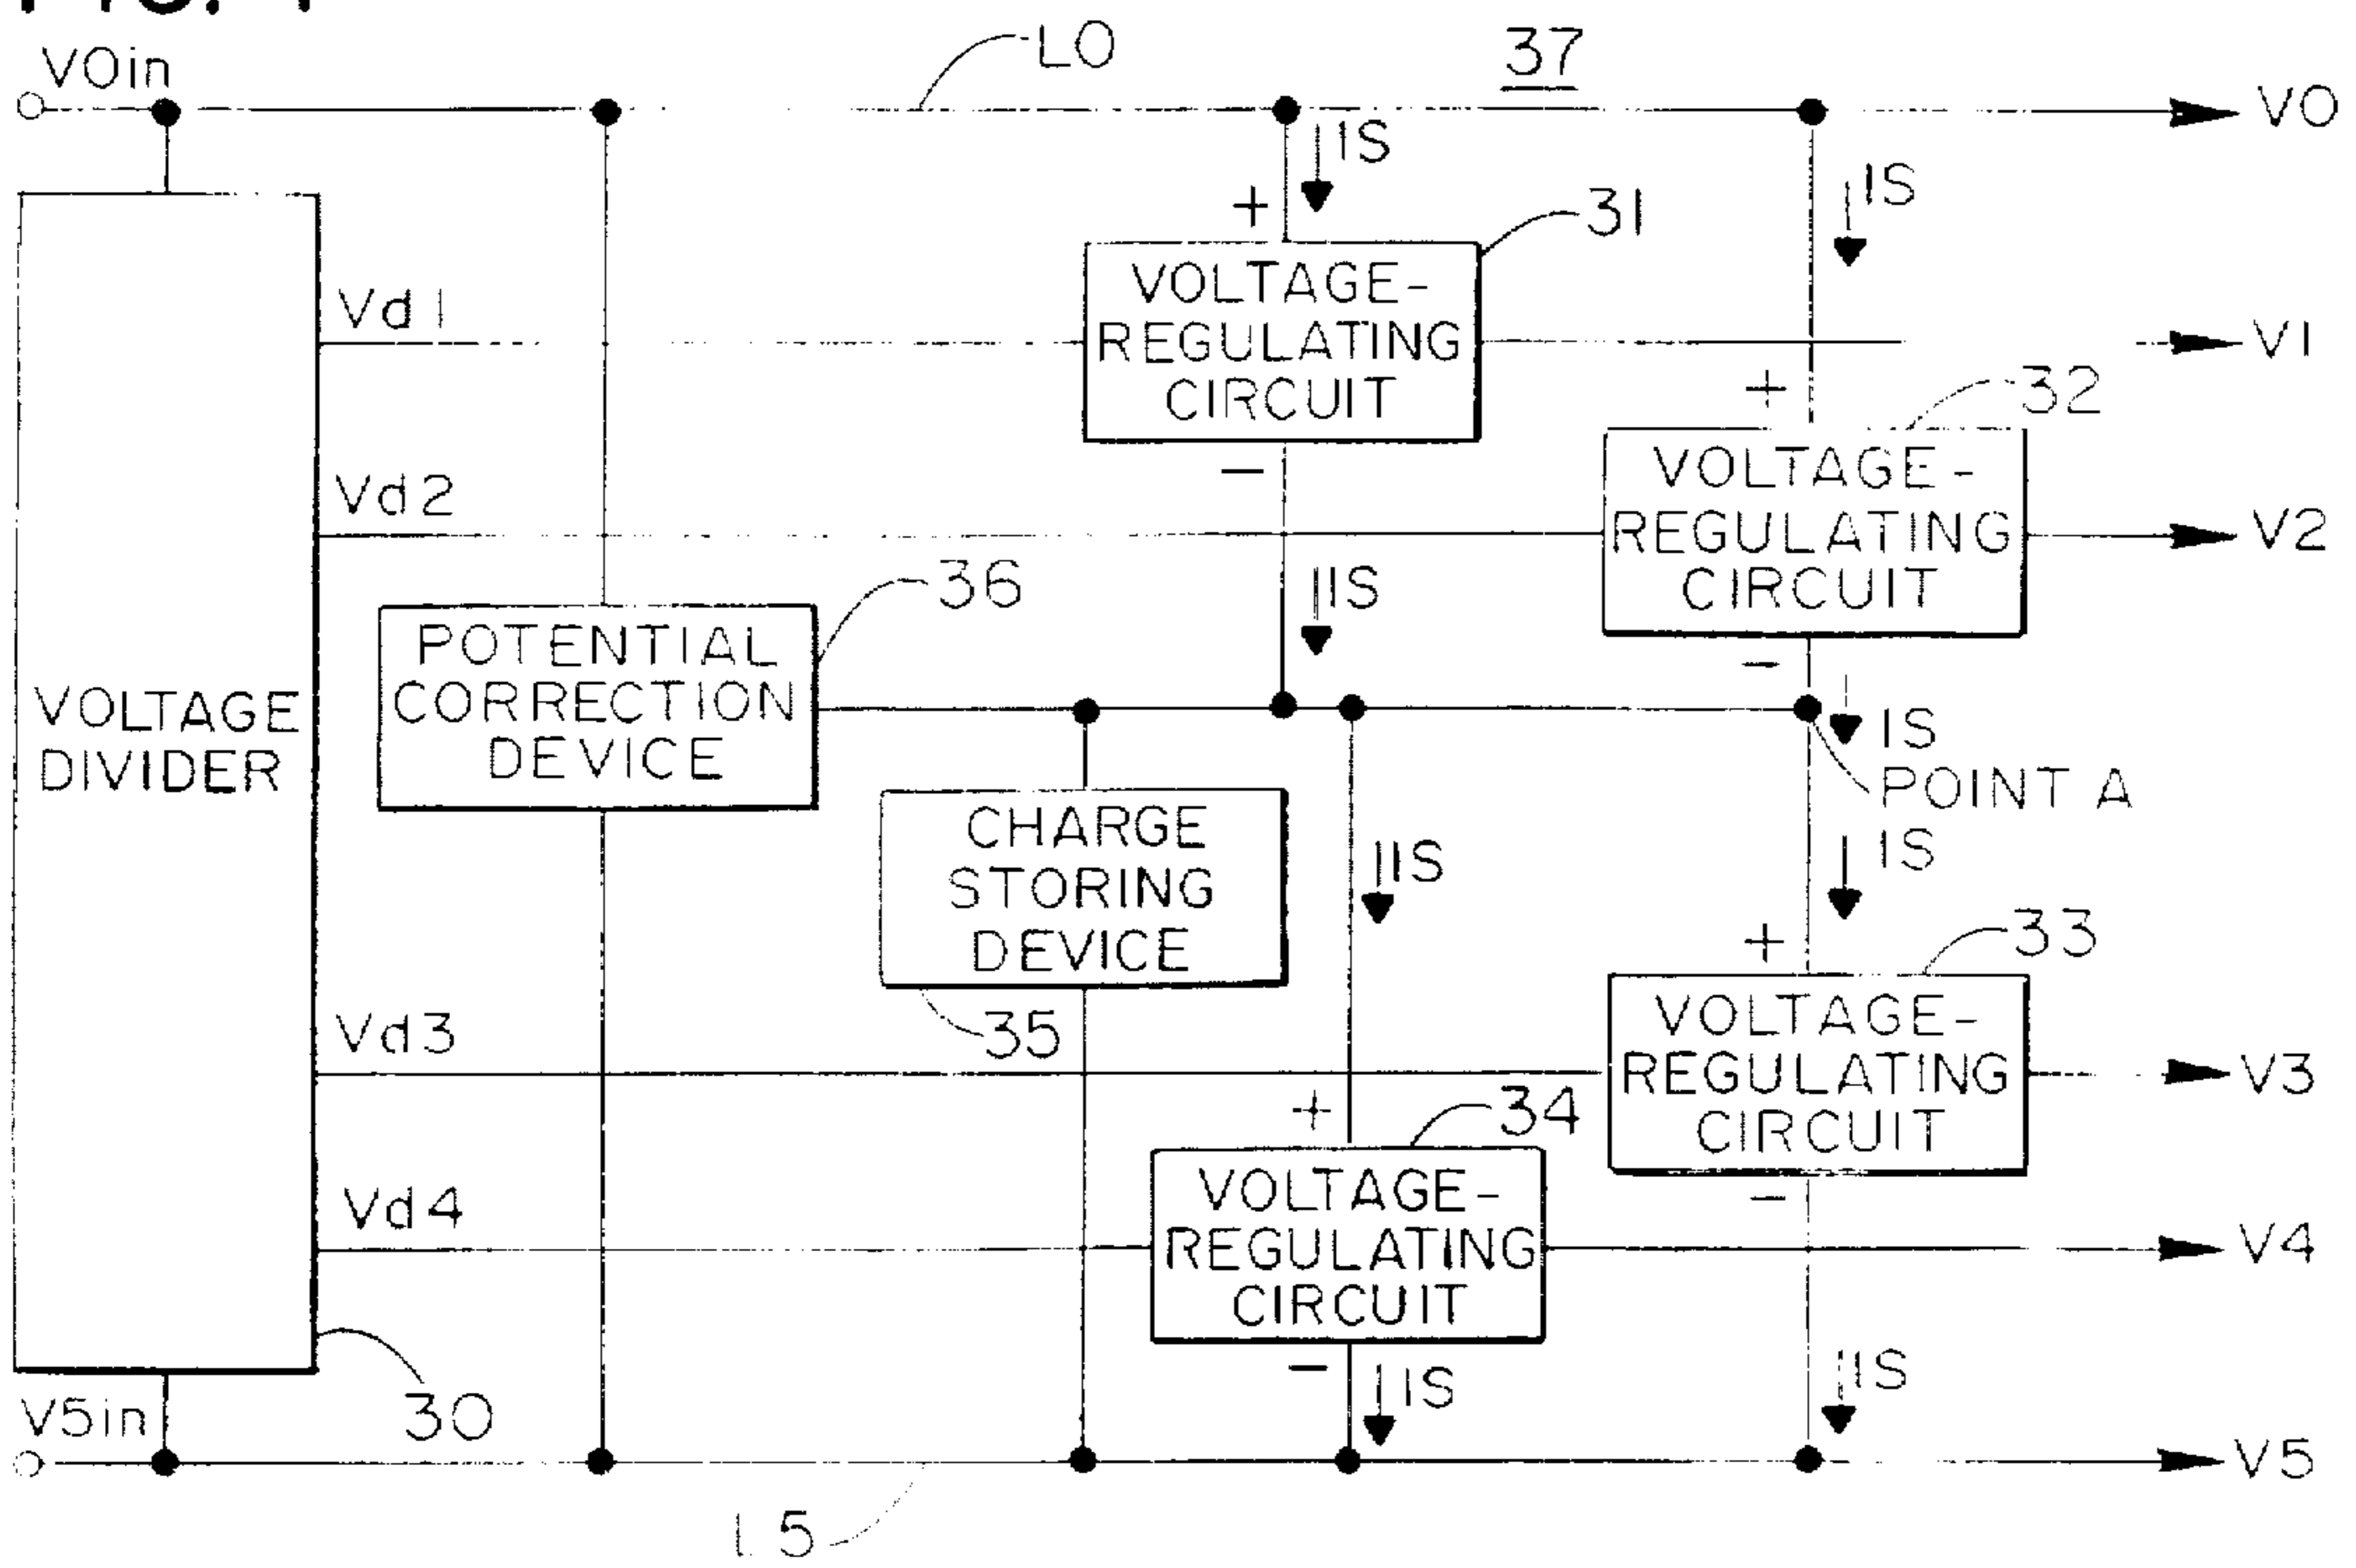 V0in
L0
37
V0
IS
IS
+
31
VOLTAGE-
REGULATING
CIRCUIT
Vd1
V1
+
32
−
VOLTAGE-
REGULATING
CIRCUIT
Vd2
V2
36
IS
POTENTIAL
CORRECTION
DEVICE
−
VOLTAGE
DIVIDER
IS
POINT A
CHARGE
STORING
DEVICE
IS
IS
+
33
35
VOLTAGE-
REGULATING
CIRCUIT
Vd3
V3
+
34
−
VOLTAGE-
REGULATING
CIRCUIT
Vd4
V4
−
IS
IS
30
V5in
V5
L5